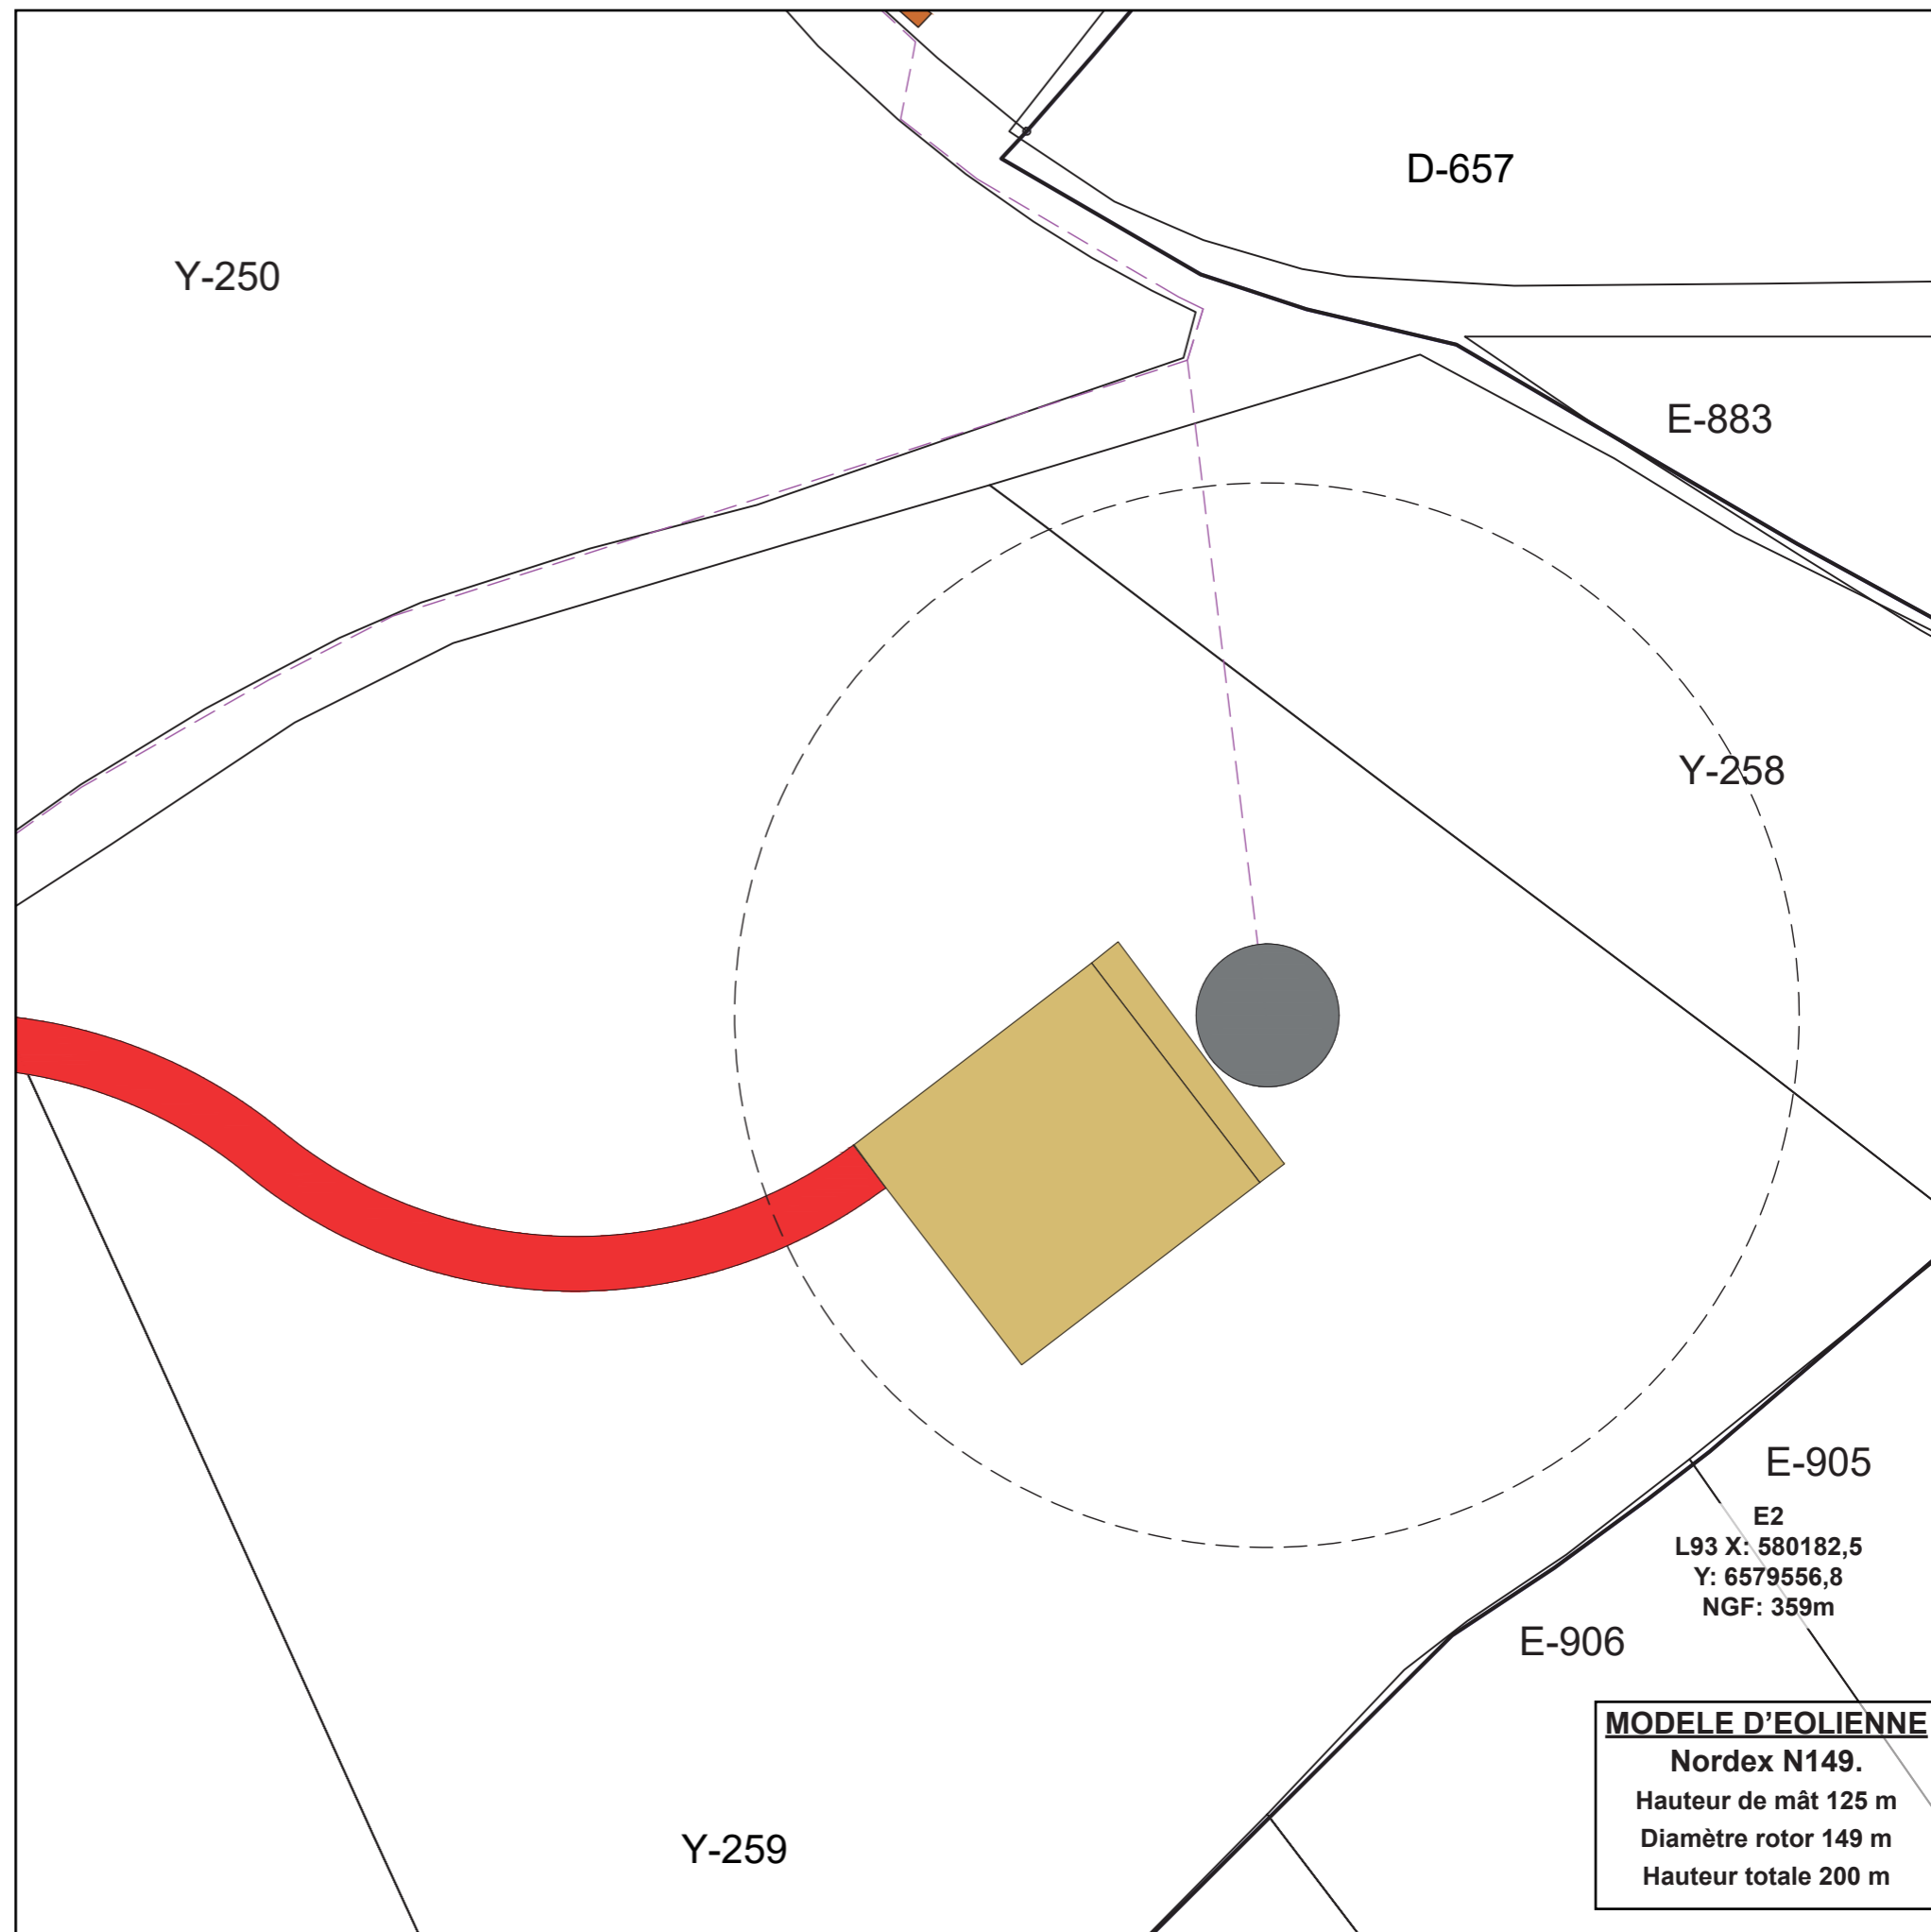 D-657
Y-250
E-883
Y-258
E-905
E2
L93 X: 580182,5
Y: 6579556,8
NGF: 359m
E-906
MODELE D’EOLIENNE
Nordex N149.
Hauteur de mât 125 m
Diamètre rotor 149 m
Hauteur totale 200 m
Y-259